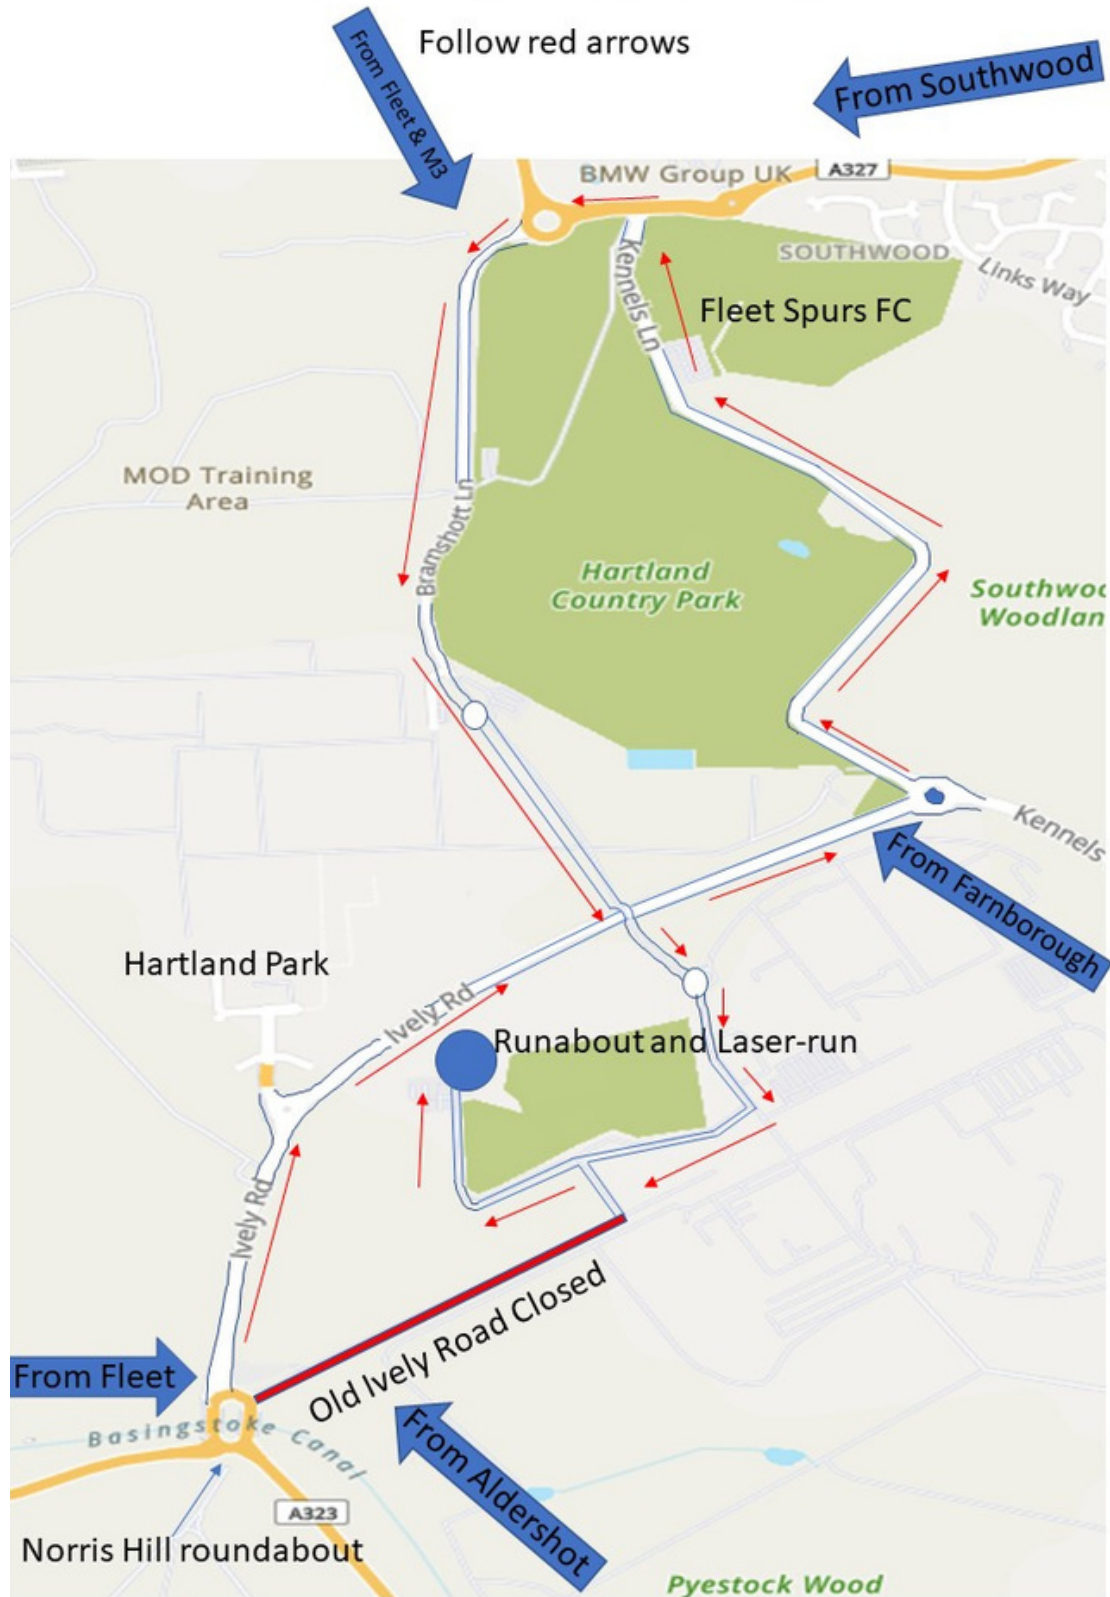 Follow red arrows
From Fleet & M3
From Southwood
BMW Group UK
A327
Kennels Ln
SOUTHWOOD
Links Way
Fleet Spurs FC
MOD Training
Area
Bramshott Ln
Hartland
Country Park
Southwoo
Woodlan
Kennels
From Farnborough
Hartland Park
Ively Rd
Runabout and Laser-run
Ively Rd
Old Ively Road Closed
From Fleet
Basingstoke Canal
From Aldershot
A323
Norris Hill roundabout
Pyestock Wood